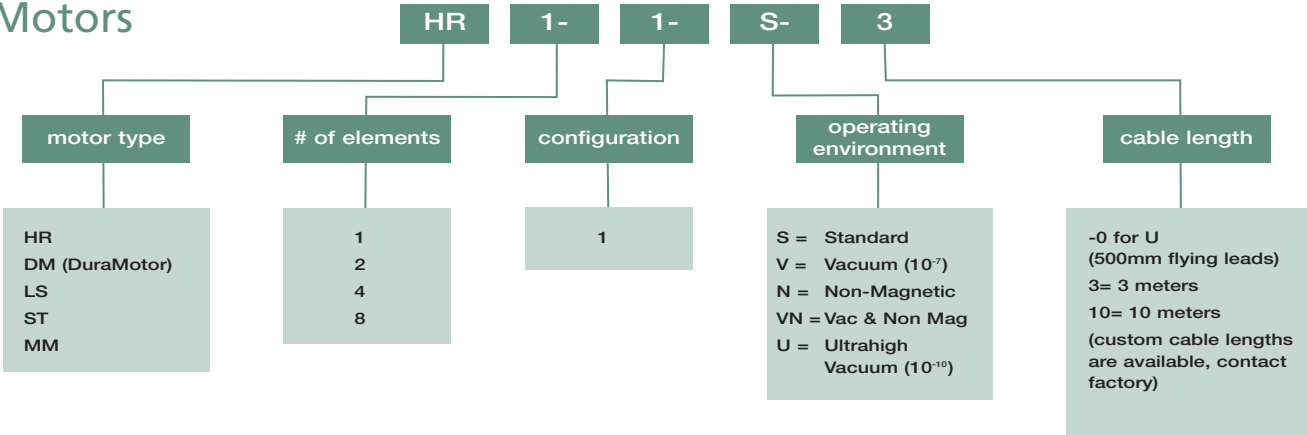 Motors
HR 1- 1- S- 3
motor type
# of elements
configuration
operating
environment
cable length
HR
DM (DuraMotor)
LS
ST
MM
1
2
4
8
1
S = Standard
V = Vacuum (10⁻⁷)
N = Non-Magnetic
VN = Vac & Non Mag
U = Ultrahigh
Vacuum (10⁻¹⁰)
-0 for U
(500mm flying leads)
3= 3 meters
10= 10 meters
(custom cable lengths
are available, contact
factory)